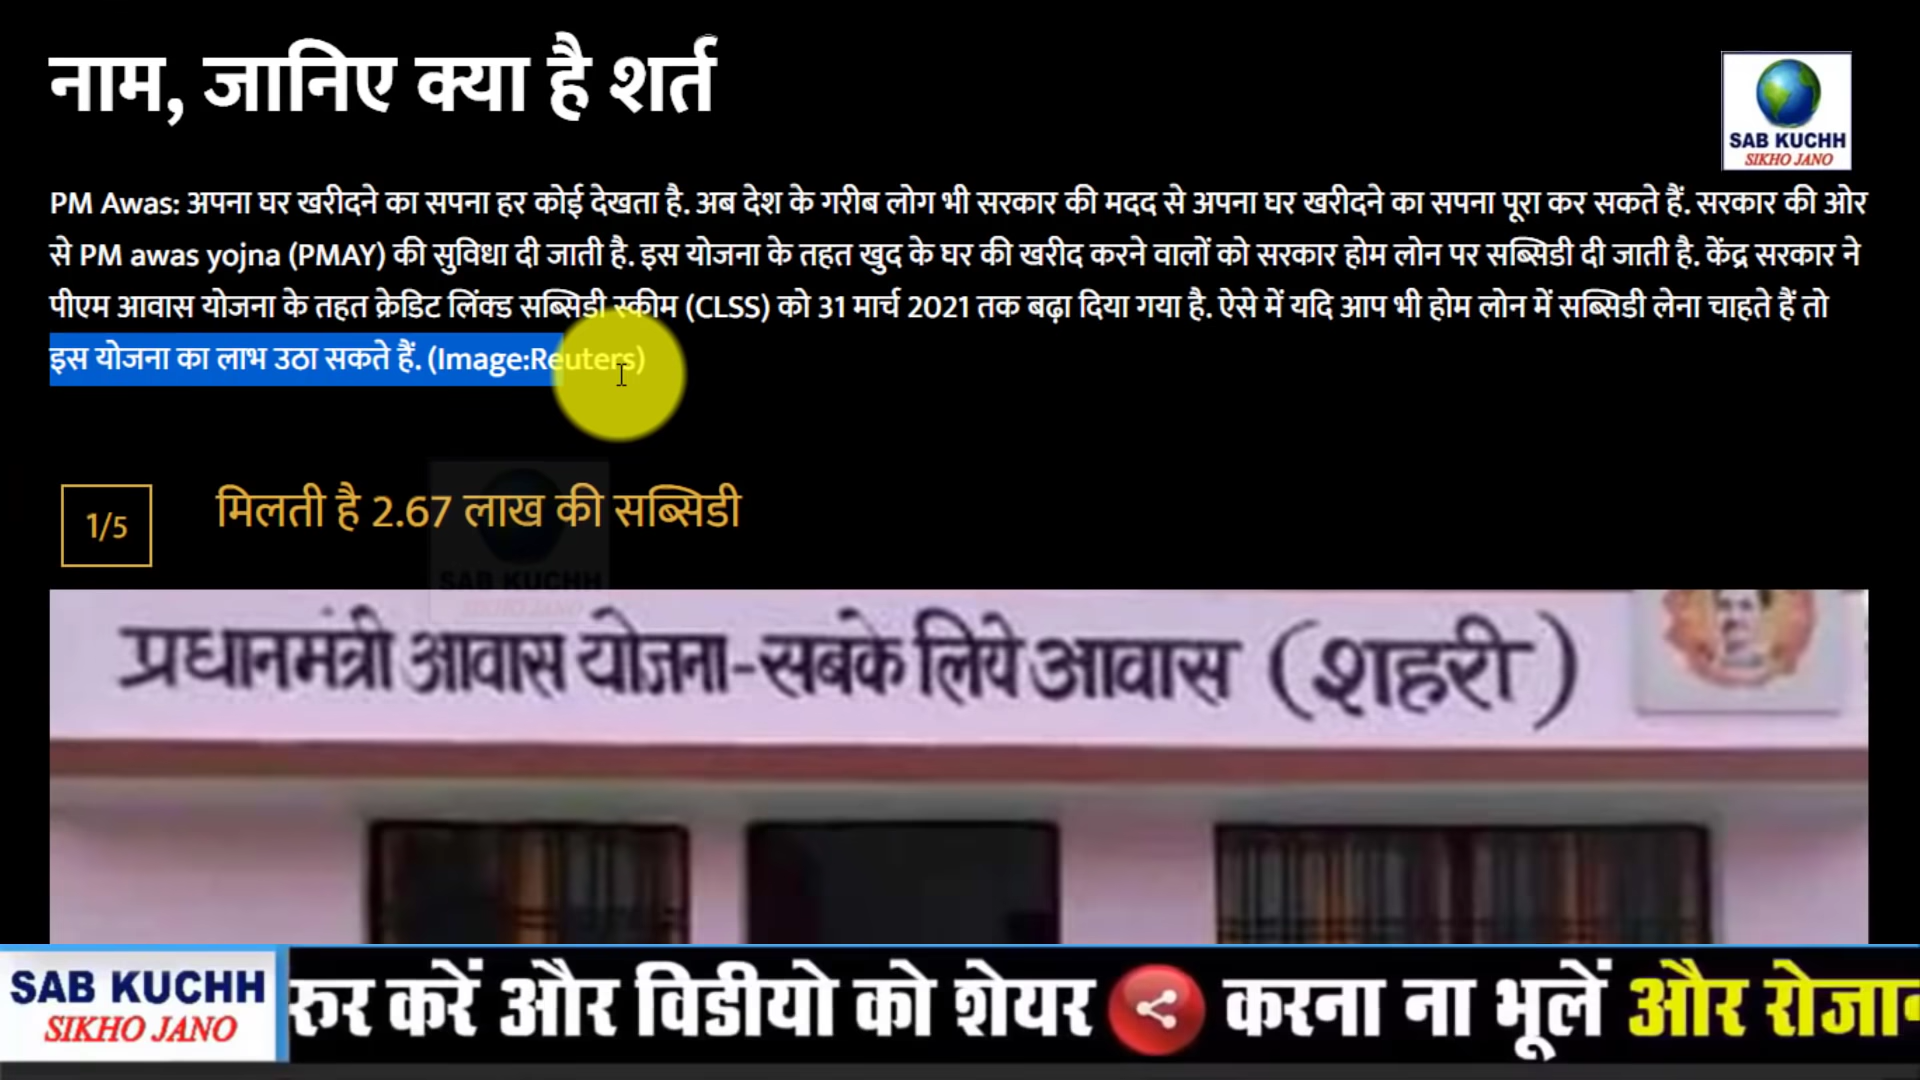 नाम, जानिए क्या है शर्त
SAB KUCHH
SIKHO JANO
PM Awas: अपना घर खरीदने का सपना हर कोई देखता है. अब देश के गरीब लोग भी सरकार की मदद से अपना घर खरीदने का सपना पूरा कर सकते हैं. सरकार की ओर
से PM awas yojna (PMAY) की सुविधा दी जाती है. इस योजना के तहत खुद के घर की खरीद करने वालों को सरकार होम लोन पर सब्सिडी दी जाती है. केंद्र सरकार ने
पीएम आवास योजना के तहत क्रेडिट लिंक्ड सब्सिडी स्कीम (CLSS) को 31 मार्च 2021 तक बढ़ा दिया गया है. ऐसे में यदि आप भी होम लोन में सब्सिडी लेना चाहते हैं तो
इस योजना का लाभ उठा सकते हैं. (Image:Reuters)
1/5
मिलती है 2.67 लाख की सब्सिडी
SAB KUCHH
SIKHO JANO
प्रधानमंत्री आवास योजना-सबके लिये आवास (शहरी)
SAB KUCHH
SIKHO JANO
रुर करें और विडीयो को शेयर करना ना भूलें और रोजान